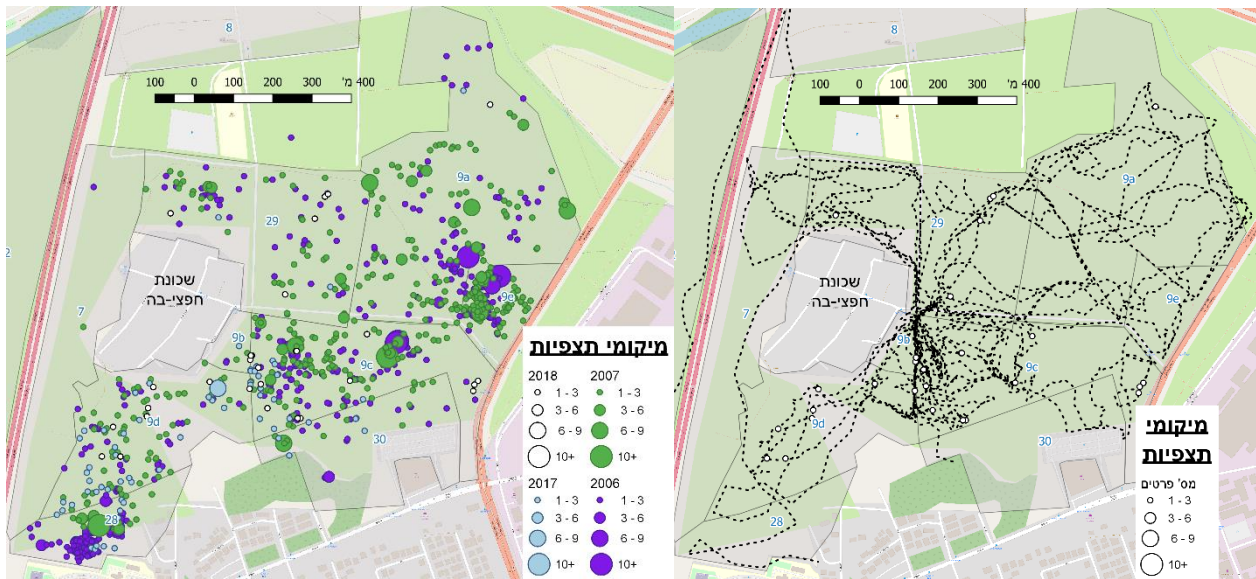 8
100 0 100 200 300 400 מ'
9a
29
שכונת
חפצי-בה
7
9e
9b
9c
9d
30
28
מיקומי תצפיות
2018 2007
1 - 3 1 - 3
3 - 6 3 - 6
6 - 9 6 - 9
10+ 10+
2017 2006
1 - 3 1 - 3
3 - 6 3 - 6
6 - 9 6 - 9
10+ 10+
8
100 0 100 200 300 400 מ'
9a
29
שכונת
חפצי-בה
2
7
9e
9b
9c
9d
30
28
מיקומי
תצפיות
מס' פרטים
1 - 3
3 - 6
6 - 9
10+